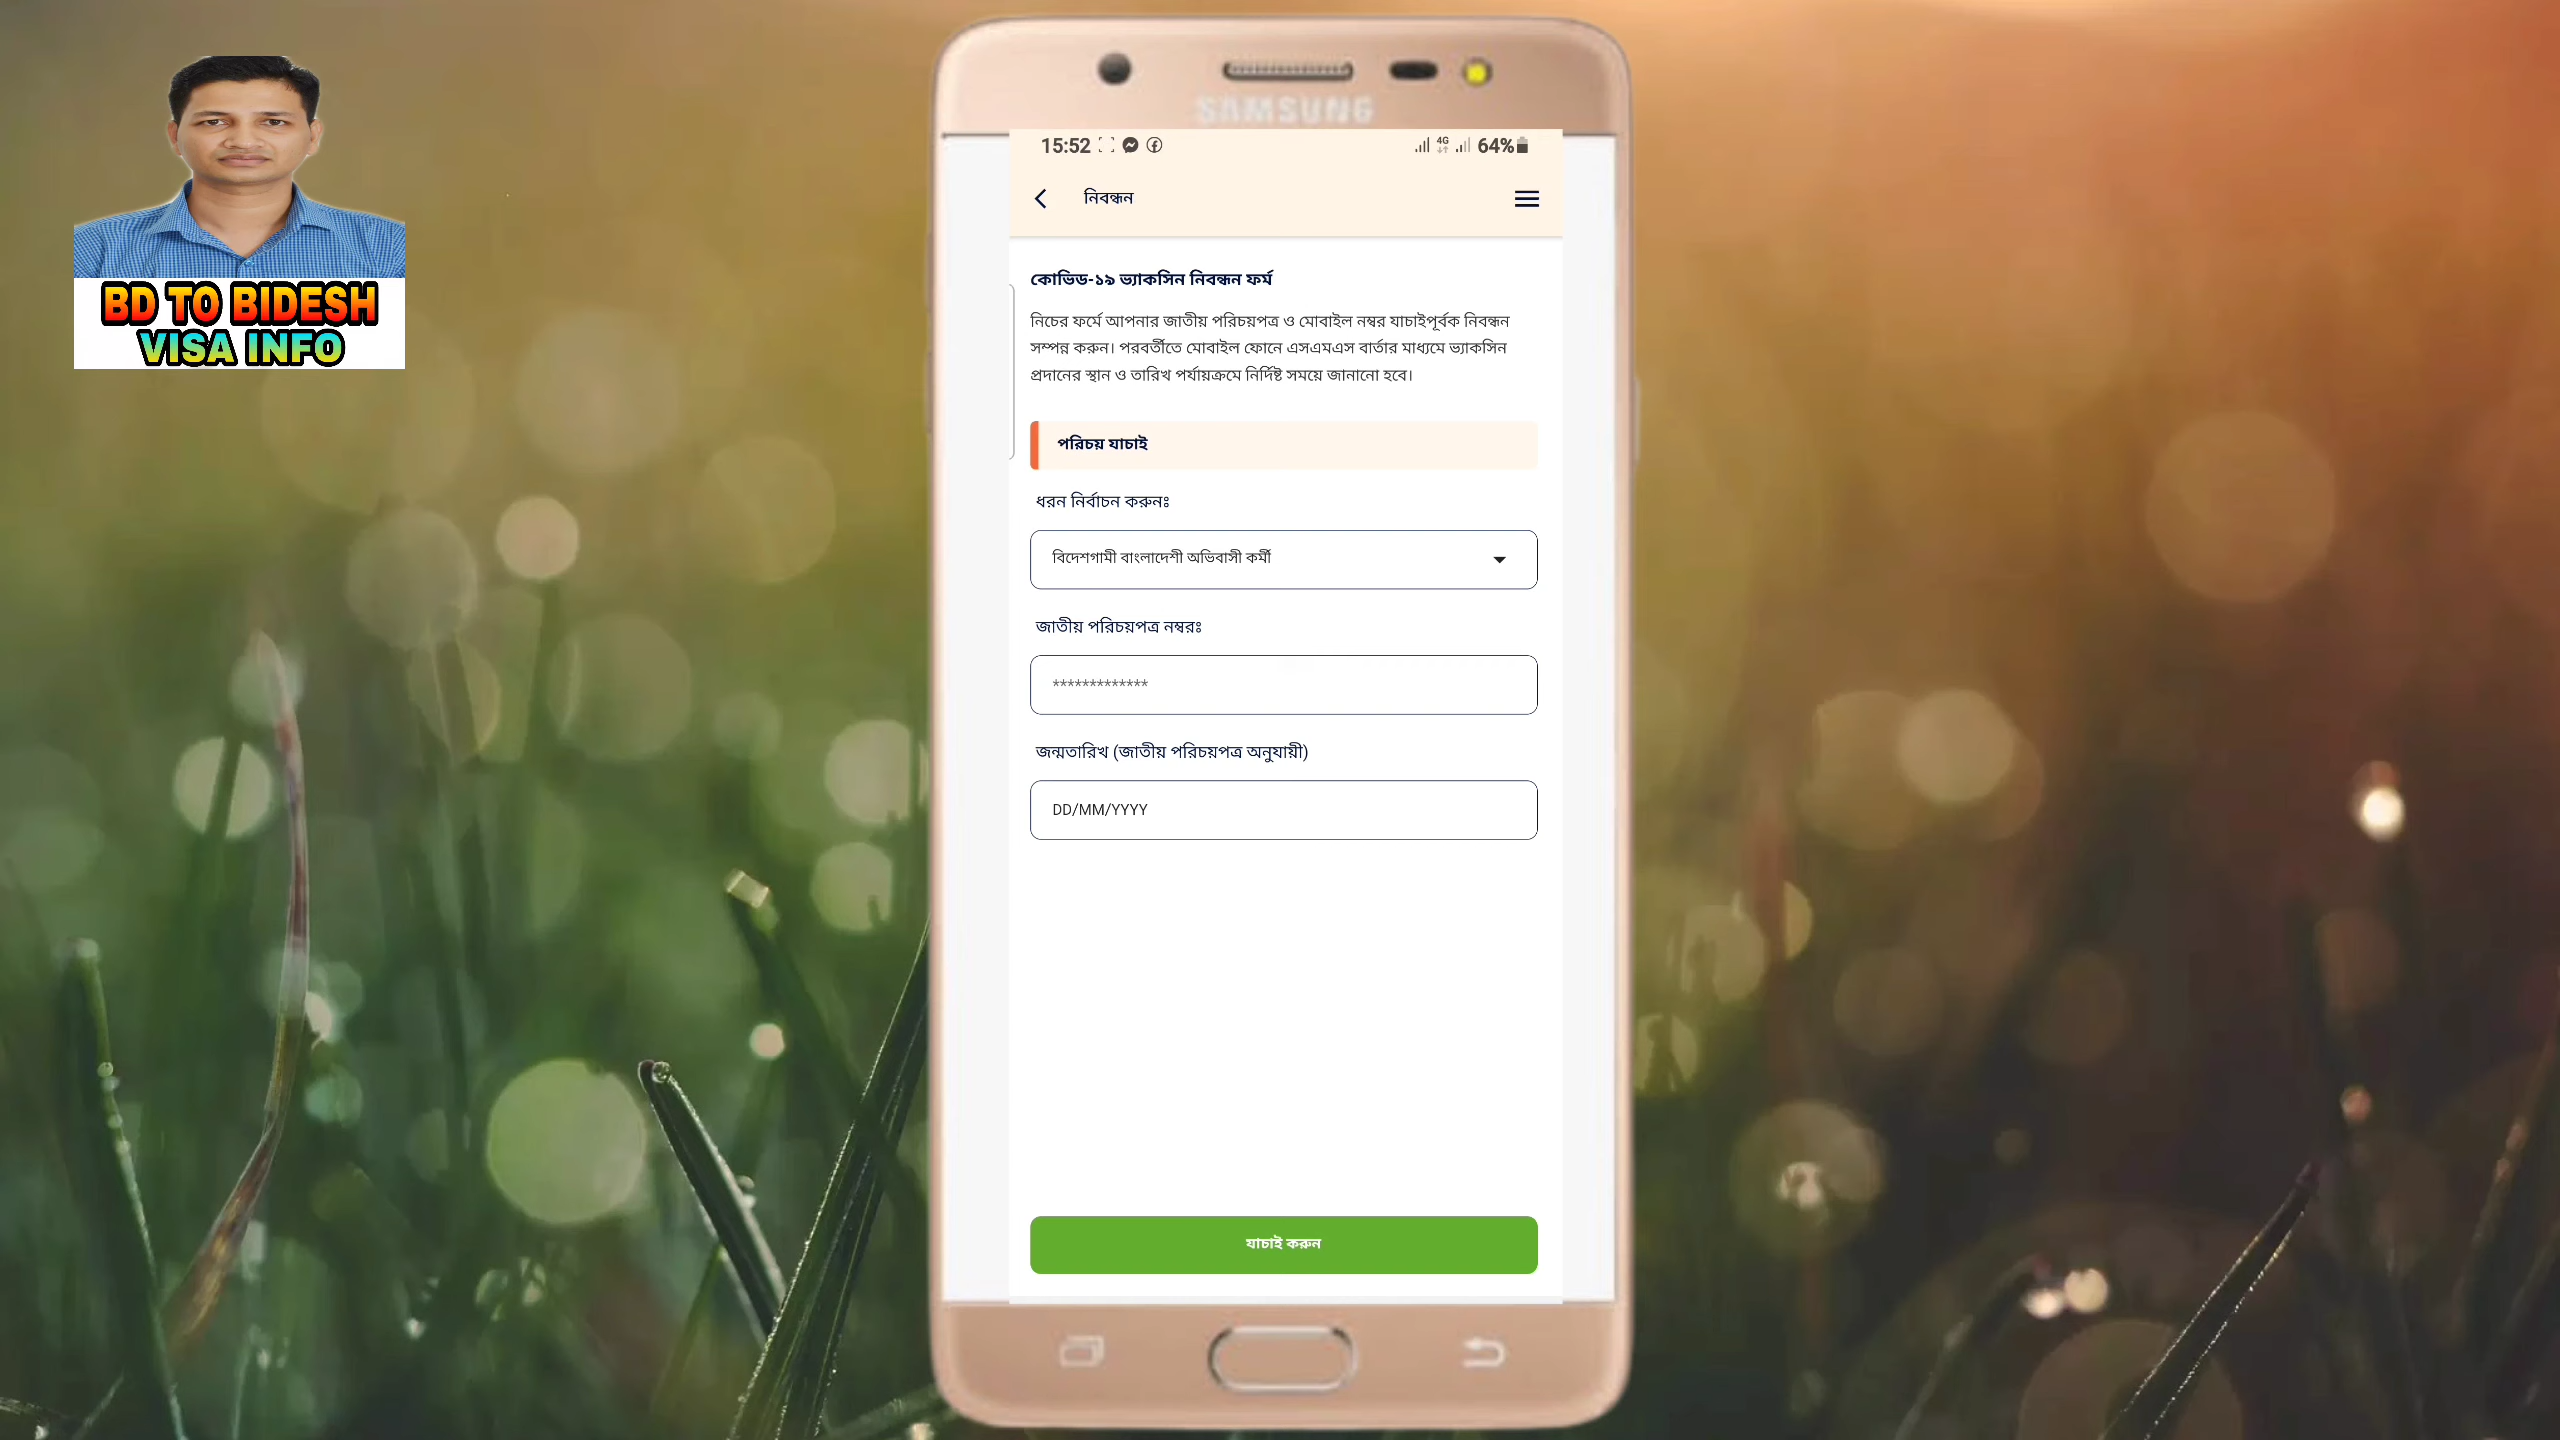 BD TO BIDESH
VISA INFO
SAMSUNG
15:52
4G
64%
নিবন্ধন
কোভিড-১৯ ভ্যাকসিন নিবন্ধন ফর্ম
নিচের ফর্মে আপনার জাতীয় পরিচয়পত্র ও মোবাইল নম্বর যাচাইপূর্বক নিবন্ধন
সম্পন্ন করুন। পরবর্তীতে মোবাইল ফোনে এসএমএস বার্তার মাধ্যমে ভ্যাকসিন
প্রদানের স্থান ও তারিখ পর্যায়ক্রমে নির্দিষ্ট সময়ে জানানো হবে।
পরিচয় যাচাই
ধরন নির্বাচন করুনঃ
বিদেশগামী বাংলাদেশী অভিবাসী কর্মী
জাতীয় পরিচয়পত্র নম্বরঃ
*************
জন্মতারিখ (জাতীয় পরিচয়পত্র অনুযায়ী)
DD/MM/YYYY
যাচাই করুন